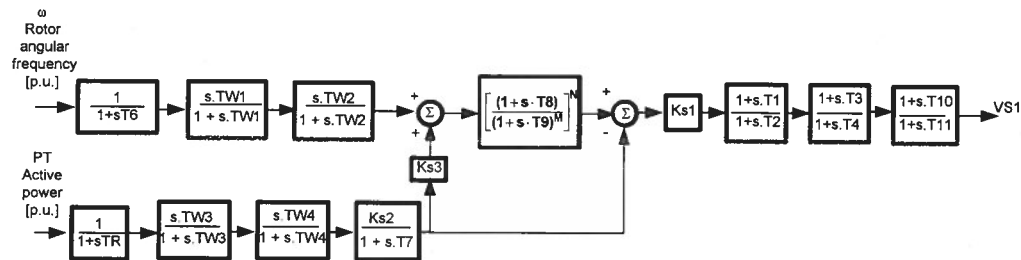 ω
Rotor
angular
frequency
[p.u.]
1
1+sT6
s.TW1
1 + s.TW1
s.TW2
1 + s.TW2
+
Σ
+
[(1+s·T8)
(1+s·T9)^M]^N
+
Σ
-
Ks1
1+s.T1
1+s.T2
1+s.T3
1+s.T4
1+s.T10
1+s.T11
VS1
Ks3
PT
Active
power
[p.u.]
1
1+sTR
s.TW3
1 + s.TW3
s.TW4
1 + s.TW4
Ks2
1 + s.T7